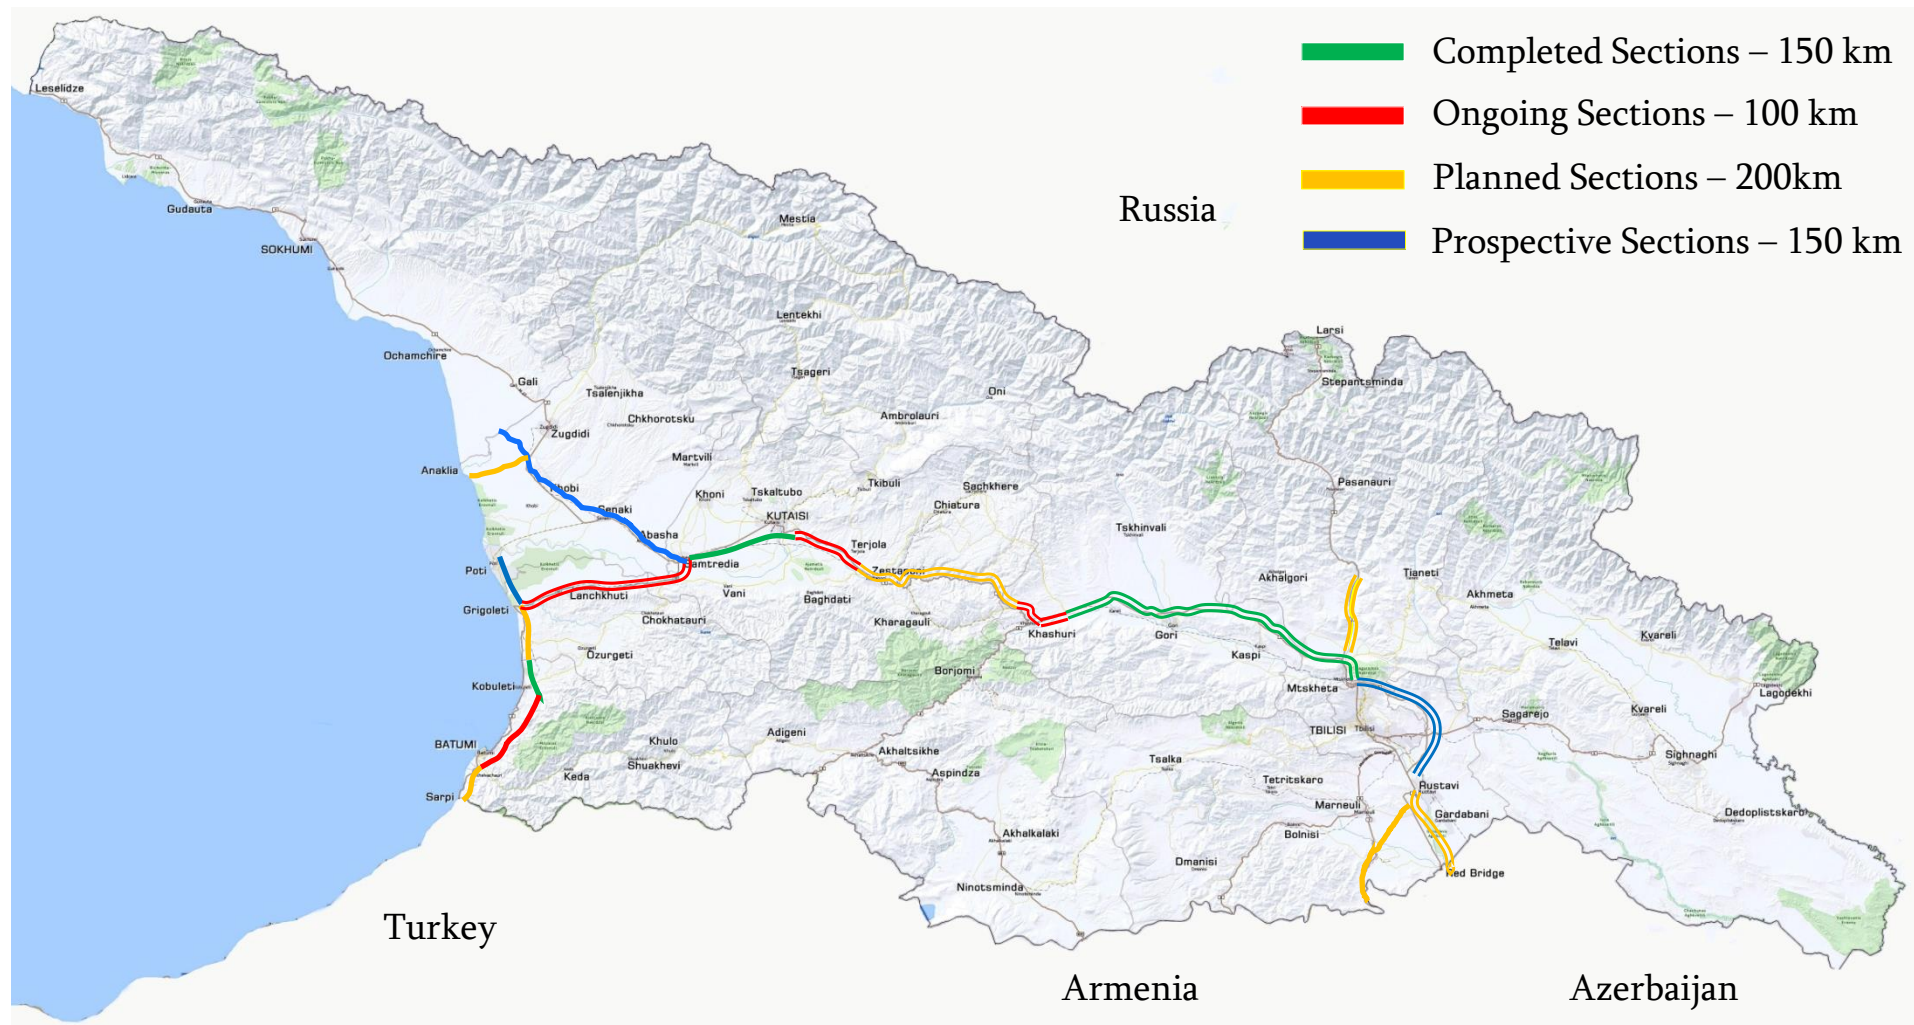 Completed Sections – 150 km
Ongoing Sections – 100 km
Planned Sections – 200km
Prospective Sections – 150 km
Russia
Leselidze
Gudauta
SOKHUMI
Mestia
Ochamchire
Lentekhi
Larsi
Stepantsminda
Gali
Tsalenjikha
Tsageri
Oni
Chkhorotsku
Ambrolauri
Zugdidi
Anaklia
Martvili
Khobi
Khoni
Tskaltubo
Tkibuli
Sachkhere
Pasanauri
Senaki
KUTAISI
Chiatura
Tskhinvali
Abasha
Terjola
Poti
Samtredia
Zestaponi
Akhalgori
Tianeti
Grigoleti
Lanchkhuti
Vani
Baghdati
Akhmeta
Chokhatauri
Kharagauli
Khashuri
Gori
Telavi
Kvareli
Ozurgeti
Kaspi
Kobuleti
Borjomi
Mtskheta
Lagodekhi
Sagarejo
Kvareli
BATUMI
Khulo
Adigeni
TBILISI
Tbilisi
Akhaltsikhe
Sighnaghi
Keda
Shuakhevi
Aspindza
Tsalka
Tetritskaro
Rustavi
Sarpi
Marneuli
Gardabani
Dedoplistskaro
Akhalkalaki
Bolnisi
Dmanisi
Red Bridge
Ninotsminda
Turkey
Armenia
Azerbaijan